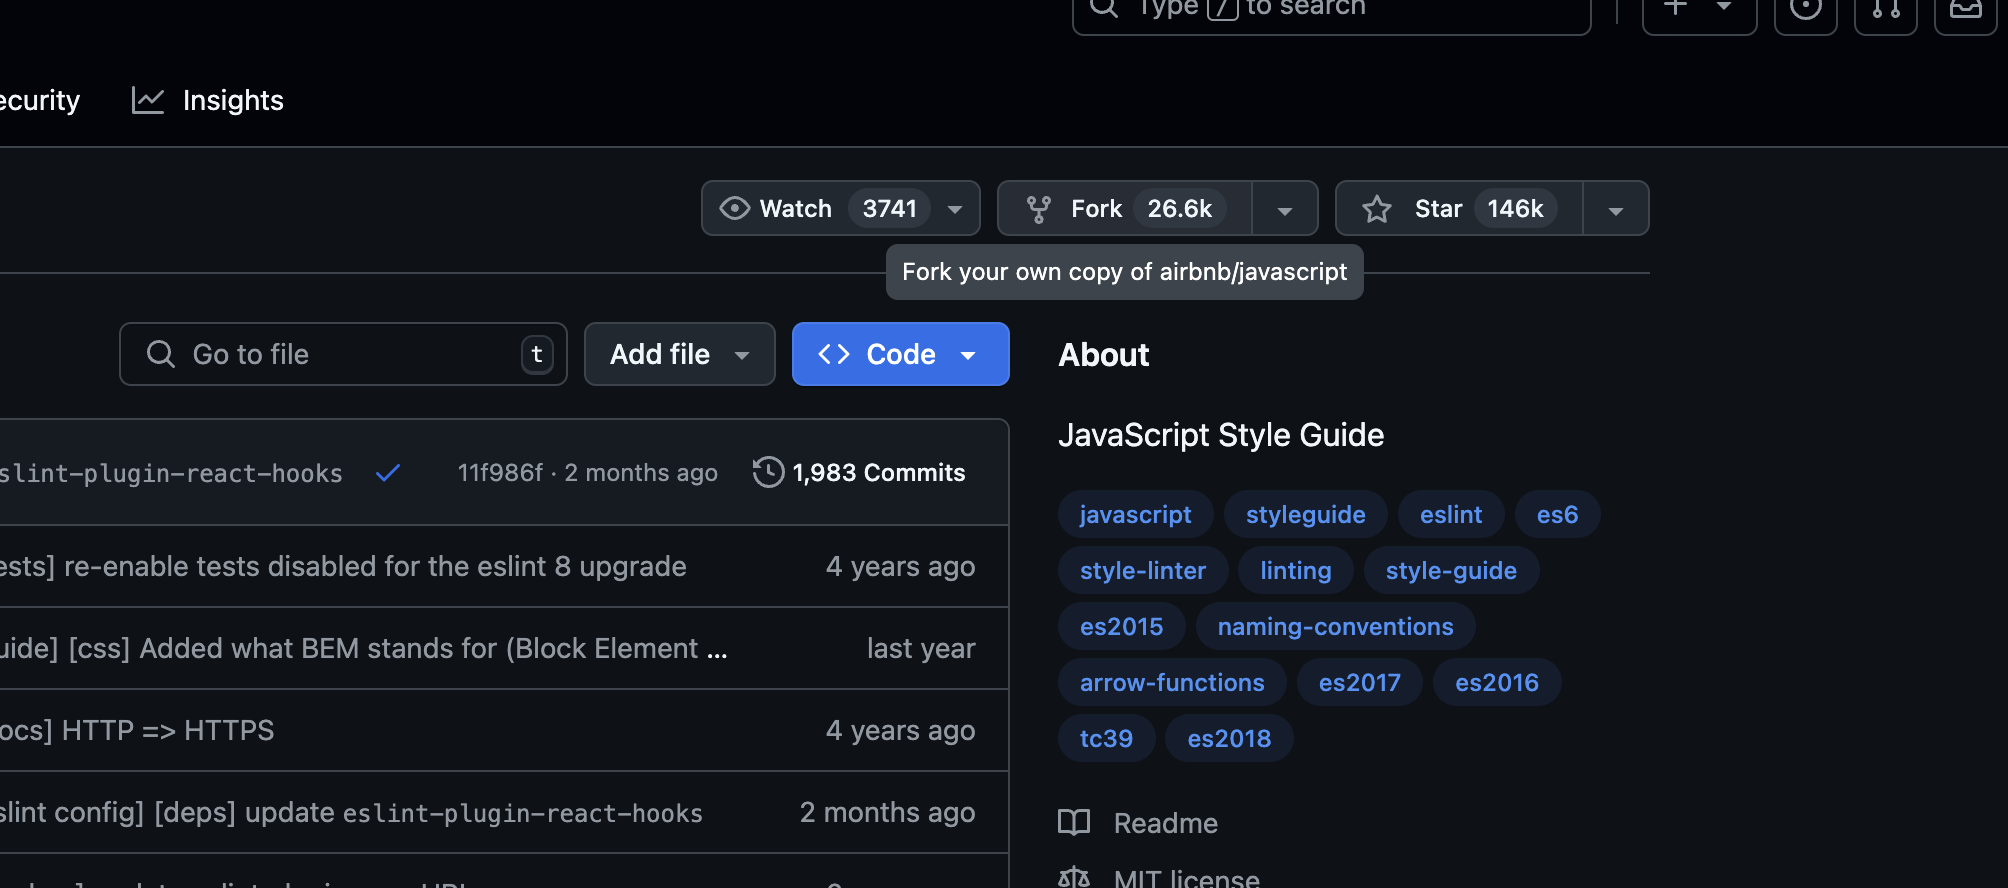 Type / to search
ecurity
Insights
Watch 3741
Fork 26.6k
Star 146k
Fork your own copy of airbnb/javascript
Go to file t
Add file
Code
About
JavaScript Style Guide
slint-plugin-react-hooks
11f986f · 2 months ago
1,983 Commits
javascript styleguide eslint es6
ests] re-enable tests disabled for the eslint 8 upgrade 4 years ago
style-linter linting style-guide
es2015 naming-conventions
uide] [css] Added what BEM stands for (Block Element ... last year
arrow-functions es2017 es2016
ocs] HTTP => HTTPS 4 years ago
tc39 es2018
slint config] [deps] update eslint-plugin-react-hooks 2 months ago
Readme
MIT license